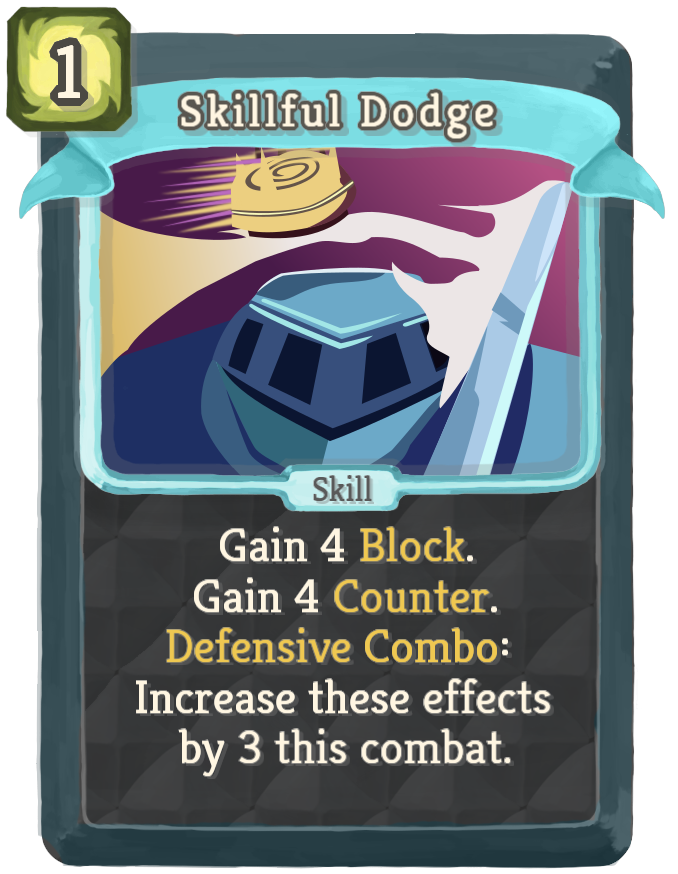 1
Skillful Dodge
Skill
Gain 4 Block.
Gain 4 Counter.
Defensive Combo:
Increase these effects
by 3 this combat.